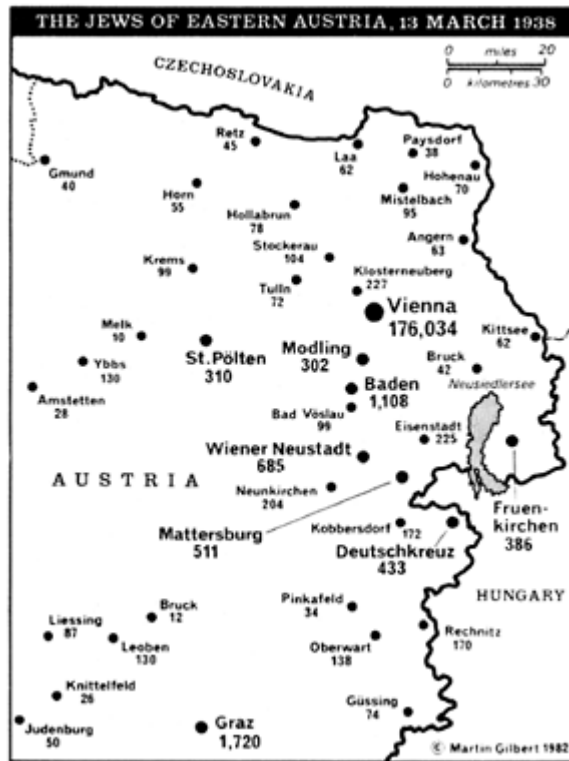 THE JEWS OF EASTERN AUSTRIA, 13 MARCH 1938
0 miles 20
0 kilometres 30
CZECHOSLOVAKIA
Retz
45
Laa
62
Paysdorf
38
Hohenau
70
Gmund
40
Horn
55
Mistelbach
95
Hollabrun
78
Angern
63
Stockerau
104
Krems
99
Klosterneuberg
227
Tulln
72
Vienna
176,034
Melk
10
Kittsee
62
St.Pölten
310
Modling
302
Ybbs
130
Bruck
42
Neusiedlersee
Baden
1,108
Amstetten
28
Bad Vöslau
99
Eisenstadt
225
Wiener Neustadt
685
AUSTRIA
Neunkirchen
204
Mattersburg
511
Kobbersdorf
172
Fruen-
kirchen
386
Deutschkreuz
433
HUNGARY
Pinkafeld
34
Bruck
12
Liessing
87
Leoben
130
Oberwart
138
Rechnitz
170
Knittelfeld
26
Güssing
74
Judenburg
50
Graz
1,720
© Martin Gilbert 1982